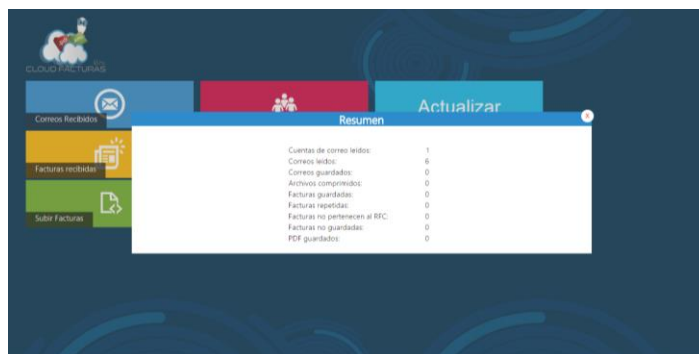 CLOUD FACTURAS
Correos Recibidos
Actualizar
Resumen
x
Facturas recibidas
Subir Facturas
Cuentas de correo leidos: 1
Correos leidos: 6
Correos guardados: 0
Archivos comprimidos: 0
Facturas guardadas: 0
Facturas repetidas: 0
Facturas no pertenecen al RFC: 0
Facturas no guardadas: 0
PDF guardados: 0